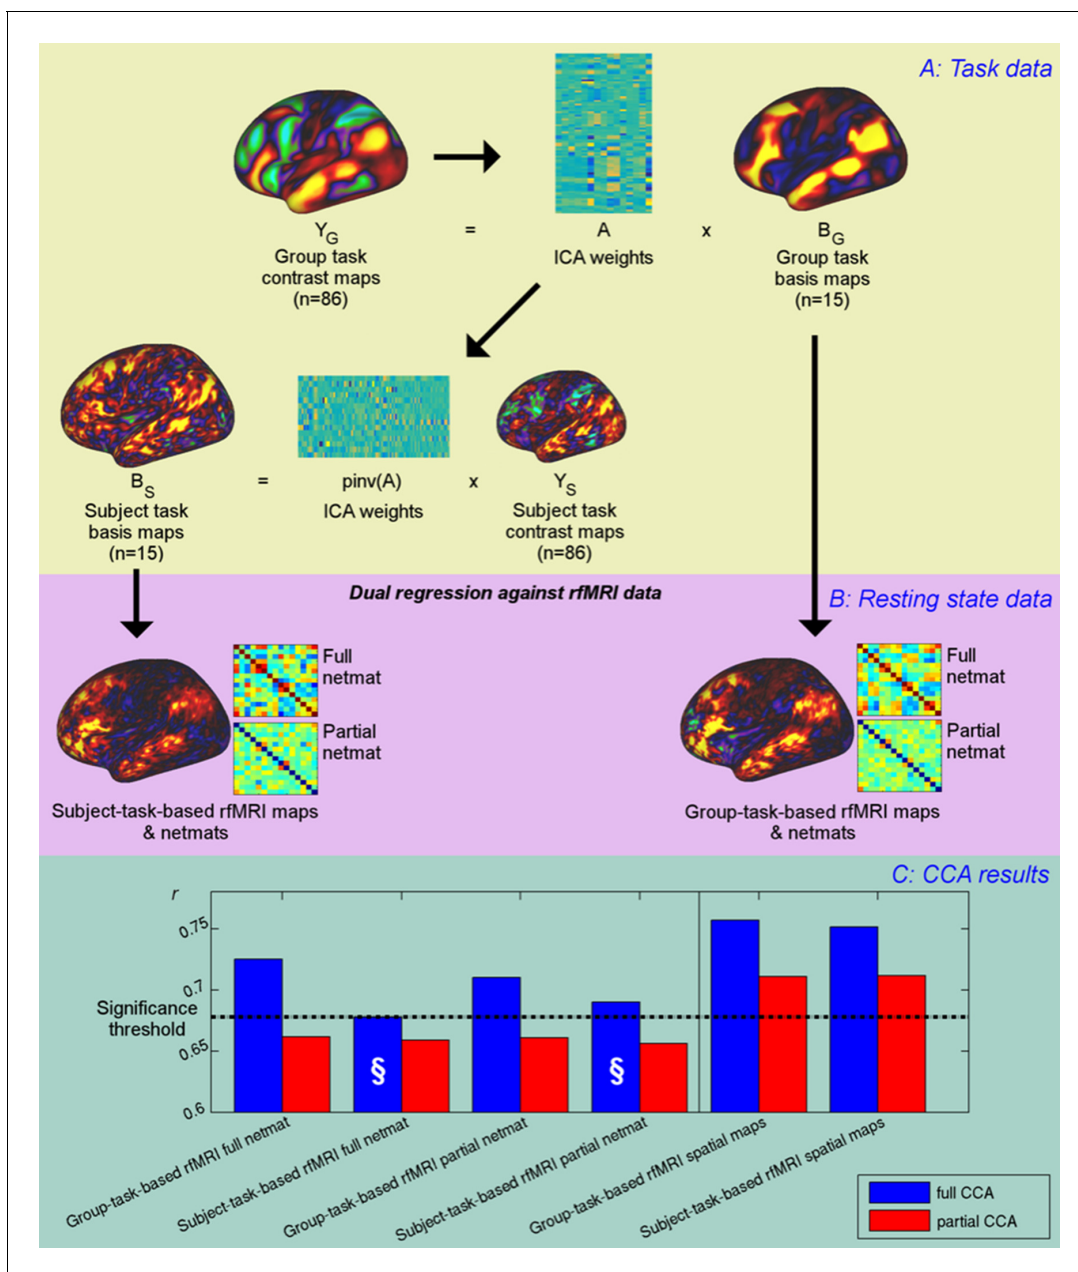 A: Task data
Y_G = A x B_G
Group task
contrast maps
(n=86)
ICA weights
Group task
basis maps
(n=15)
B_S = pinv(A) x Y_S
Subject task
basis maps
(n=15)
ICA weights
Subject task
contrast maps
(n=86)
Dual regression against rfMRI data
B: Resting state data
Full
netmat
Partial
netmat
Subject-task-based rfMRI maps
& netmats
Full
netmat
Partial
netmat
Group-task-based rfMRI maps
& netmats
C: CCA results
r
0.75
0.7
Significance
threshold
0.65
0.6
§
§
Group-task-based rfMRI full netmat
Subject-task-based rfMRI full netmat
Group-task-based rfMRI partial netmat
Subject-task-based rfMRI partial netmat
Group-task-based rfMRI spatial maps
Subject-task-based rfMRI spatial maps
full CCA
partial CCA